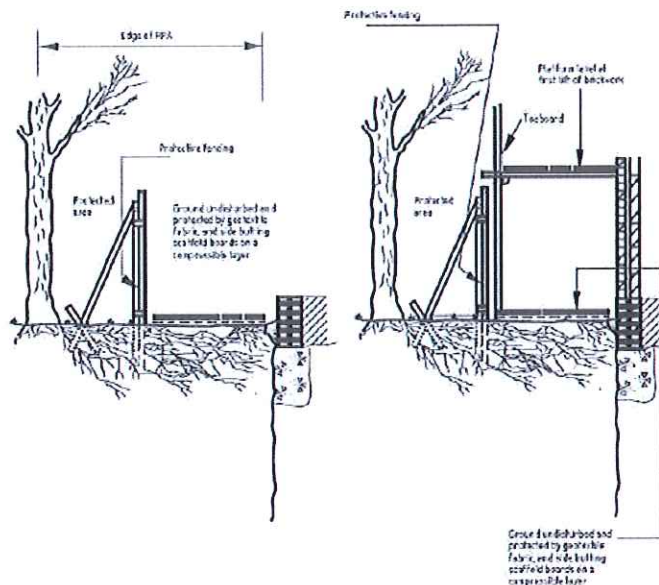 Edge of RPA
Protective fencing
Protected
area
Ground undisturbed and
protected by geotextile
fabric, and side butting
scaffold boards on a
compressible layer
Protective fencing
Platform level at
first lift of brickwork
Toeboard
Protected
area
Ground undisturbed and
protected by geotextile
fabric, and side butting
scaffold boards on a
compressible layer